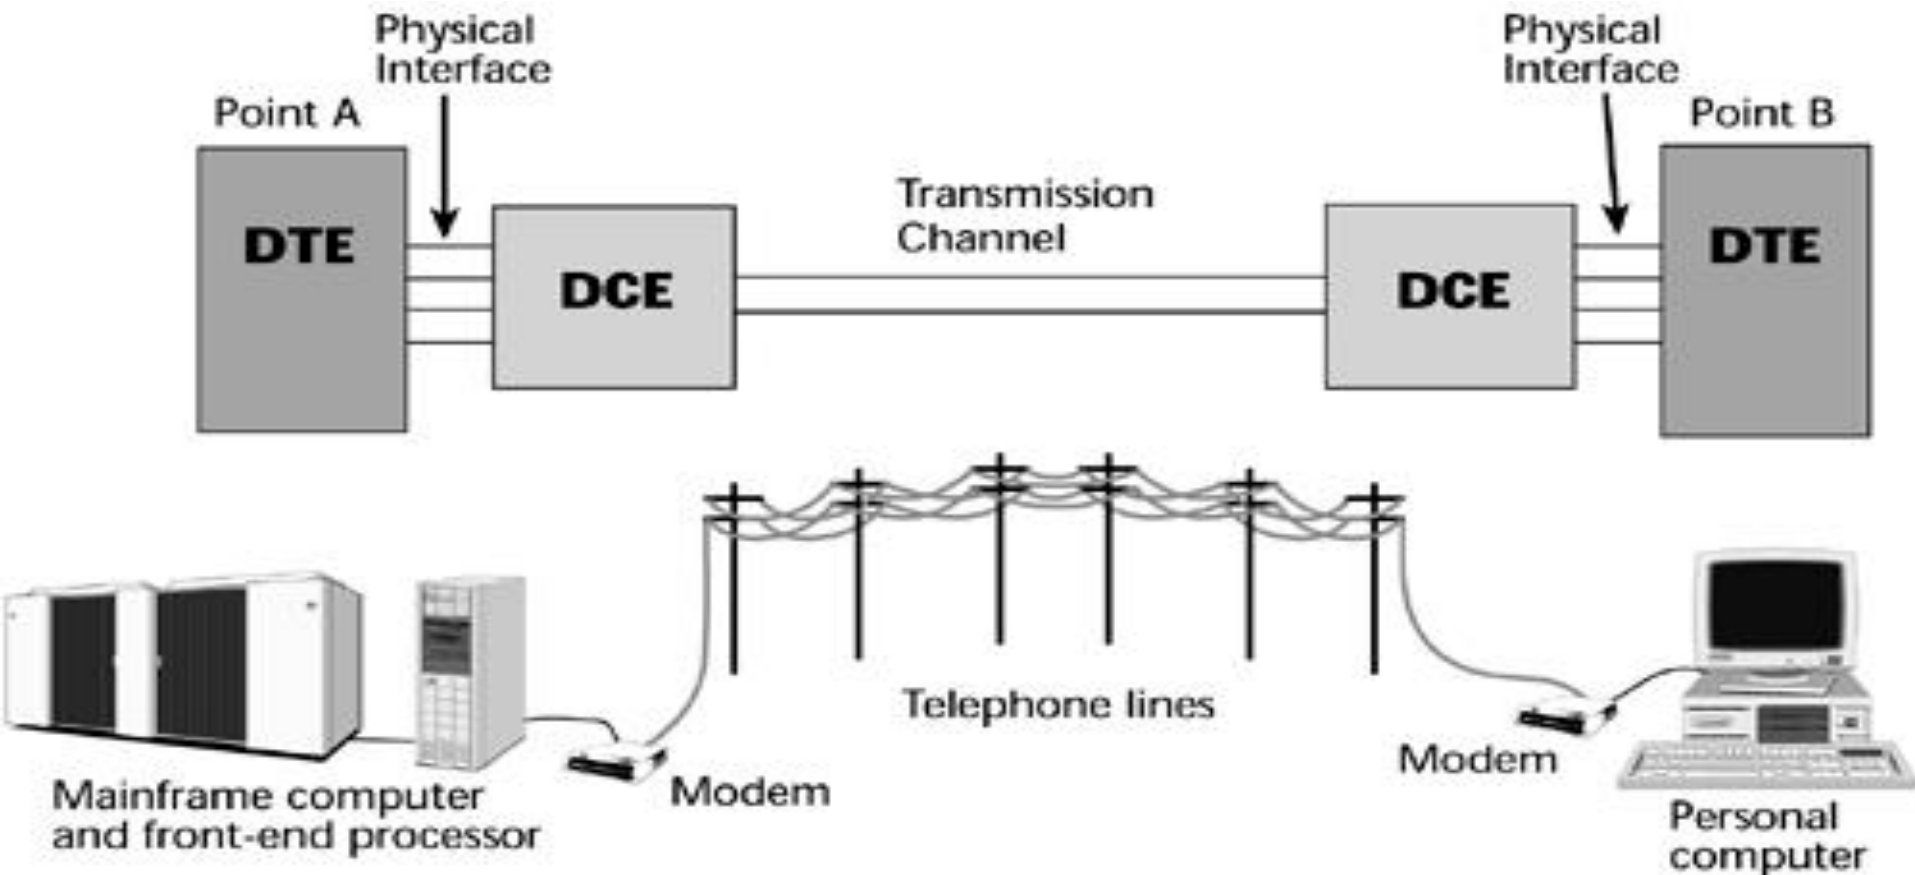 Physical
Interface
Physical
Interface
Point A
Point B
DTE
DCE
Transmission
Channel
DCE
DTE
Telephone lines
Modem
Modem
Mainframe computer
and front-end processor
Personal
computer